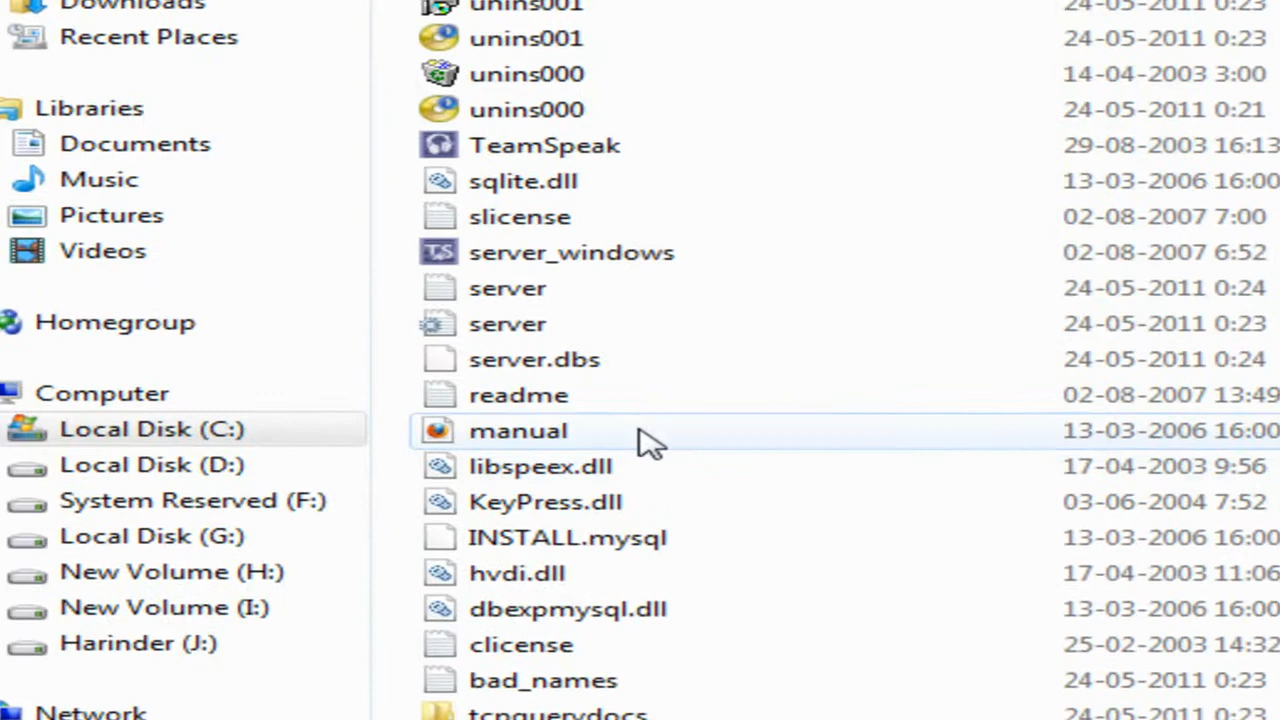 Downloads
Recent Places
Libraries
Documents
Music
Pictures
Videos
Homegroup
Computer
Local Disk (C:)
Local Disk (D:)
System Reserved (F:)
Local Disk (G:)
New Volume (H:)
New Volume (I:)
Harinder (J:)
Network
unins001 24-05-2011 0:23
unins001 24-05-2011 0:23
unins000 14-04-2003 3:00
unins000 24-05-2011 0:21
TeamSpeak 29-08-2003 16:13
sqlite.dll 13-03-2006 16:00
slicense 02-08-2007 7:00
server_windows 02-08-2007 6:52
server 24-05-2011 0:24
server 24-05-2011 0:23
server.dbs 24-05-2011 0:24
readme 02-08-2007 13:49
manual 13-03-2006 16:00
libspeex.dll 17-04-2003 9:56
KeyPress.dll 03-06-2004 7:52
INSTALL.mysql 13-03-2006 16:00
hvdi.dll 17-04-2003 11:06
dbexpmysql.dll 13-03-2006 16:00
clicense 25-02-2003 14:32
bad_names 24-05-2011 0:23
tcpquerydocs 24-05-2011 0:23